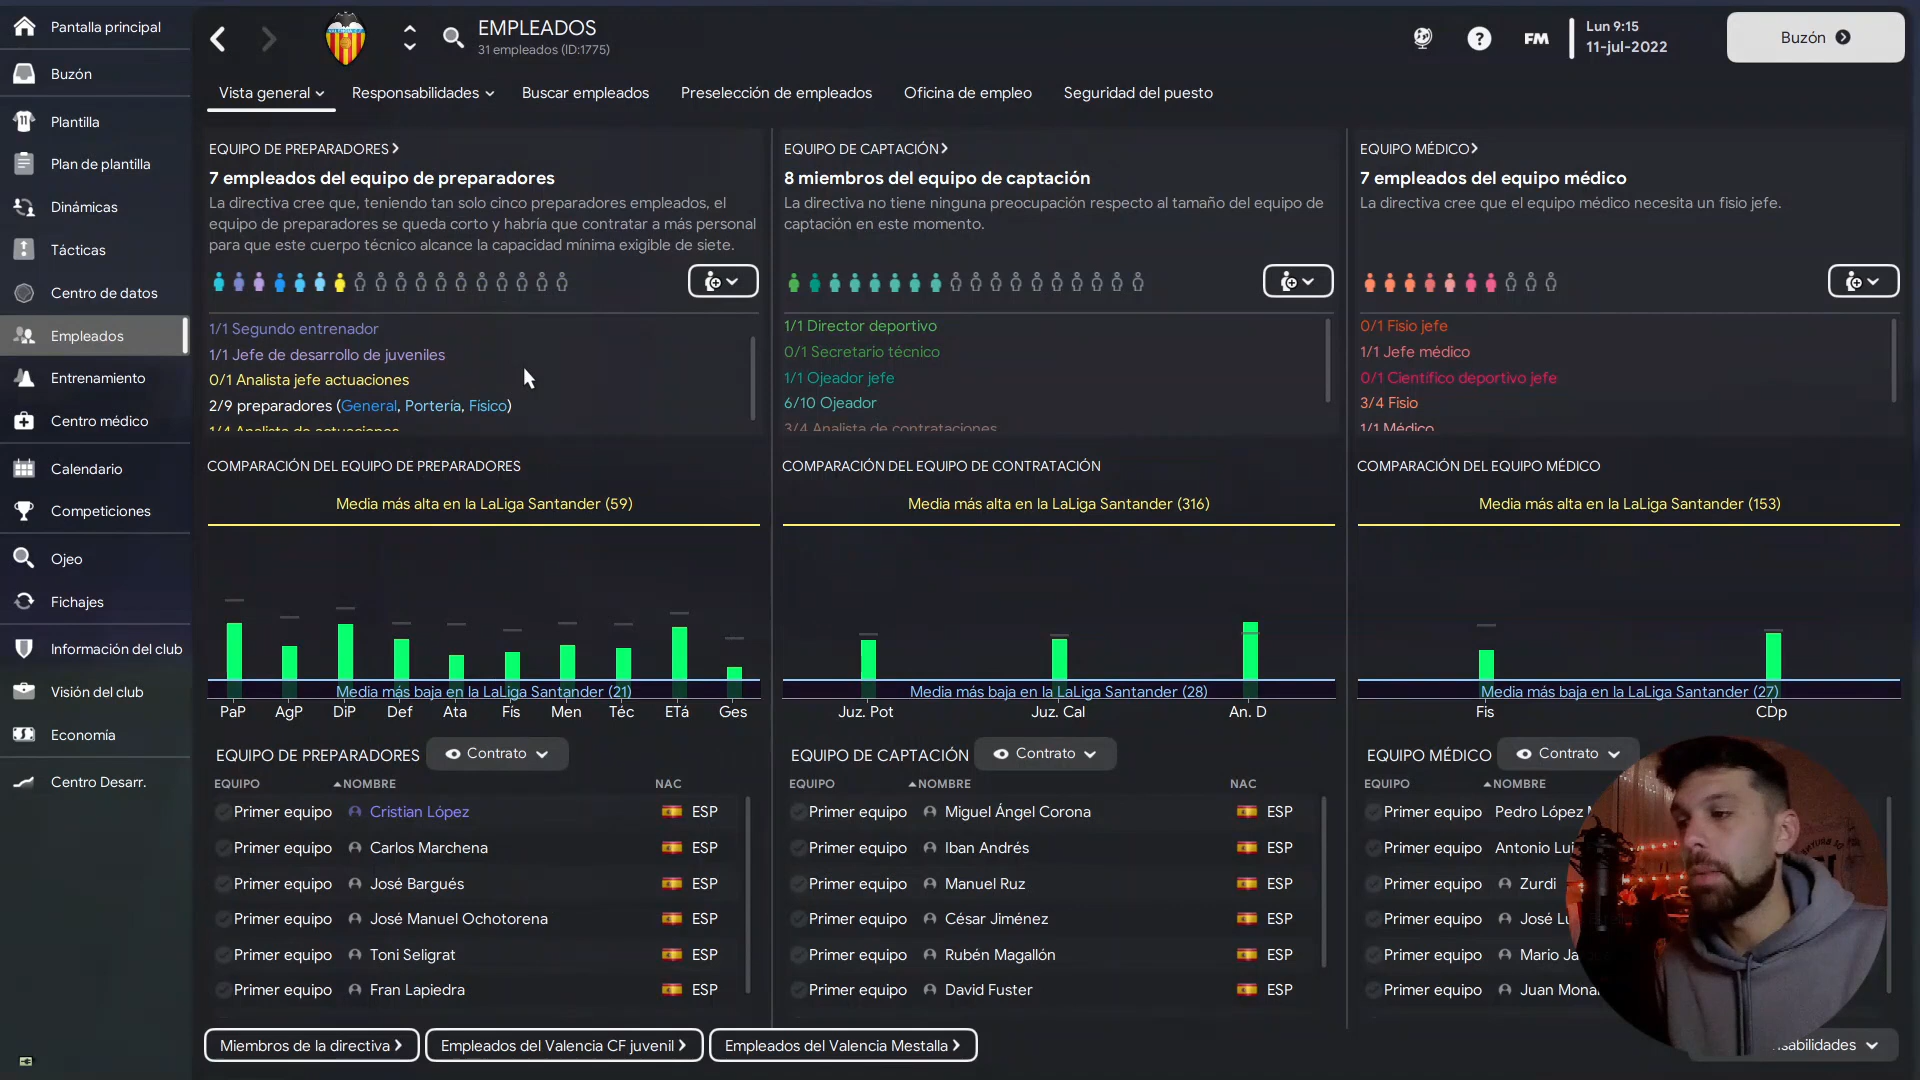 Pantalla principal
Buzón
Plantilla
Plan de plantilla
Dinámicas
Tácticas
Centro de datos
Empleados
Entrenamiento
Centro médico
Calendario
Competiciones
Ojeo
Fichajes
Información del club
Visión del club
Economía
Centro Desarr.
EMPLEADOS
31 empleados (ID:1775)
FM
Lun 9:15
11-jul-2022
Buzón
Vista general
Responsabilidades
Buscar empleados
Preselección de empleados
Oficina de empleo
Seguridad del puesto
EQUIPO DE PREPARADORES
7 empleados del equipo de preparadores
La directiva cree que, teniendo tan solo cinco preparadores empleados, el
equipo de preparadores se queda corto y habría que contratar a más personal
para que este cuerpo técnico alcance la capacidad mínima exigible de siete.
1/1 Segundo entrenador
1/1 Jefe de desarrollo de juveniles
0/1 Analista jefe actuaciones
2/9 preparadores (General, Portería, Físico)
1/4 Analista de actuaciones
EQUIPO DE CAPTACIÓN
8 miembros del equipo de captación
La directiva no tiene ninguna preocupación respecto al tamaño del equipo de
captación en este momento.
1/1 Director deportivo
0/1 Secretario técnico
1/1 Ojeador jefe
6/10 Ojeador
3/4 Analista de contrataciones
EQUIPO MÉDICO
7 empleados del equipo médico
La directiva cree que el equipo médico necesita un fisio jefe.
0/1 Fisio jefe
1/1 Jefe médico
0/1 Científico deportivo jefe
3/4 Fisio
1/1 Médico
COMPARACIÓN DEL EQUIPO DE PREPARADORES
Media más alta en la LaLiga Santander (59)
Media más baja en la LaLiga Santander (21)
PaP AgP DiP Def Ata Fís Men Téc ETá Ges
COMPARACIÓN DEL EQUIPO DE CONTRATACIÓN
Media más alta en la LaLiga Santander (316)
Media más baja en la LaLiga Santander (28)
Juz. Pot Juz. Cal An. D
COMPARACIÓN DEL EQUIPO MÉDICO
Media más alta en la LaLiga Santander (153)
Media más baja en la LaLiga Santander (27)
Fis CDp
EQUIPO DE PREPARADORES Contrato
EQUIPO NOMBRE NAC
Primer equipo Cristian López ESP
Primer equipo Carlos Marchena ESP
Primer equipo José Bargués ESP
Primer equipo José Manuel Ochotorena ESP
Primer equipo Toni Seligrat ESP
Primer equipo Fran Lapiedra ESP
EQUIPO DE CAPTACIÓN Contrato
EQUIPO NOMBRE NAC
Primer equipo Miguel Ángel Corona ESP
Primer equipo Iban Andrés ESP
Primer equipo Manuel Ruz ESP
Primer equipo César Jiménez ESP
Primer equipo Rubén Magallón ESP
Primer equipo David Fuster ESP
EQUIPO MÉDICO Contrato
EQUIPO NOMBRE
Primer equipo Pedro López
Primer equipo Antonio
Primer equipo Zurdi
Primer equipo José
Primer equipo Mario
Primer equipo Juan
Miembros de la directiva
Empleados del Valencia CF juvenil
Empleados del Valencia Mestalla